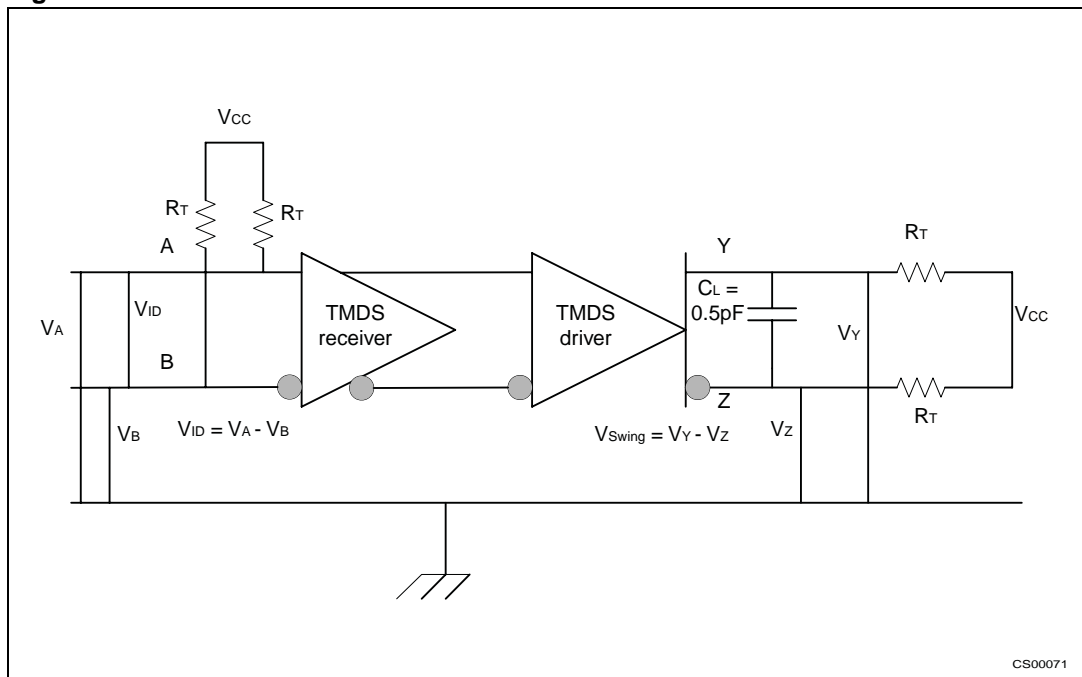 VCC
RT
RT
A
Y
RT
CL =
0.5pF
VID
TMDS
receiver
TMDS
driver
VCC
VA
VY
B
Z
RT
VB
VID = VA - VB
VSwing = VY - VZ
VZ
CS00071